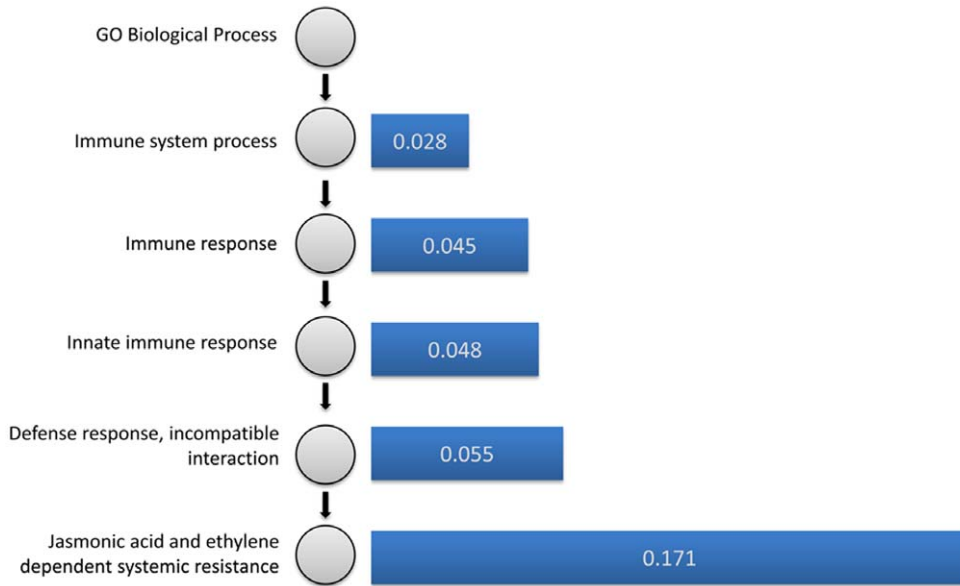 GO Biological Process
Immune system process
0.028
Immune response
0.045
Innate immune response
0.048
Defense response, incompatible
interaction
0.055
Jasmonic acid and ethylene
dependent systemic resistance
0.171